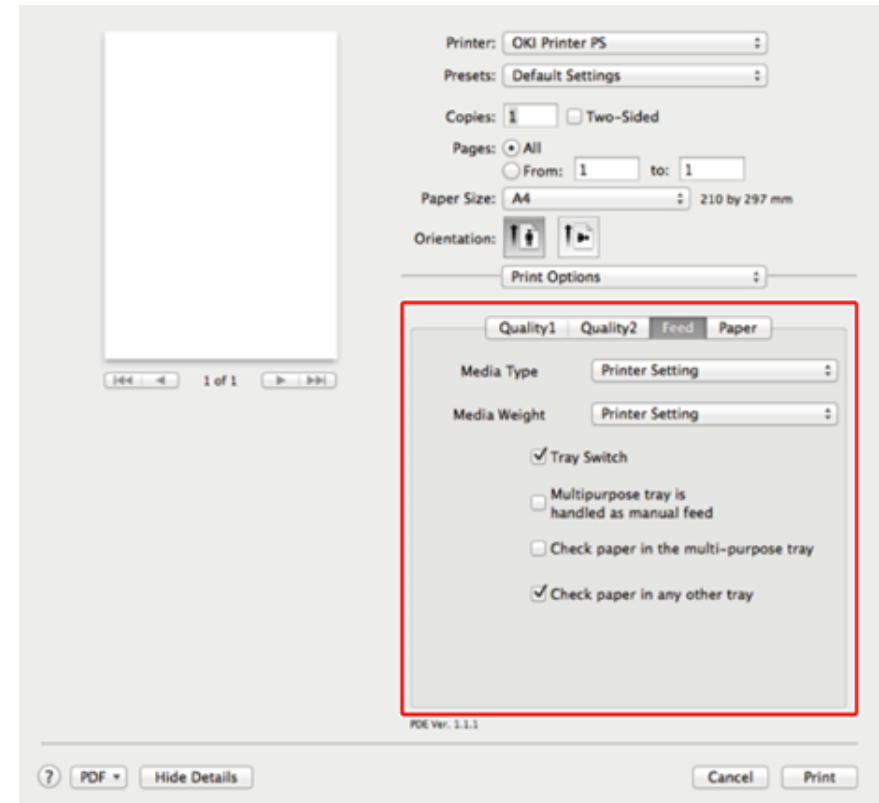 Printer: OKI Printer PS
Presets: Default Settings
Copies: 1 Two-Sided
Pages: All
From: 1 to: 1
Paper Size: A4 210 by 297 mm
Orientation:
Print Options
Quality1 Quality2 Feed Paper
Media Type Printer Setting
1 of 1
Media Weight Printer Setting
Tray Switch
Multipurpose tray is
handled as manual feed
Check paper in the multi-purpose tray
Check paper in any other tray
PDE Ver. 1.1.1
? PDF Hide Details Cancel Print